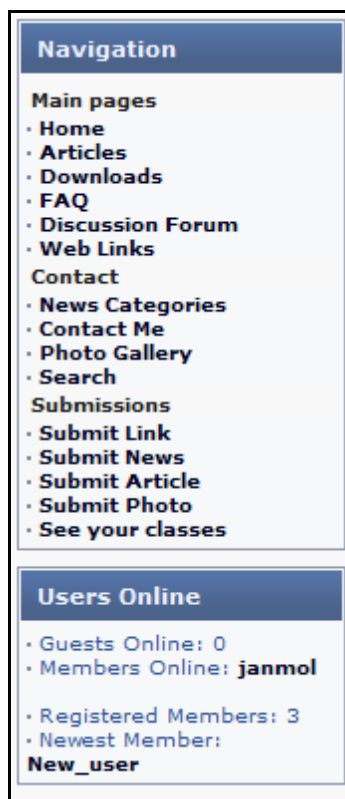 Navigation
Main pages
· Home
· Articles
· Downloads
· FAQ
· Discussion Forum
· Web Links
Contact
· News Categories
· Contact Me
· Photo Gallery
· Search
Submissions
· Submit Link
· Submit News
· Submit Article
· Submit Photo
· See your classes
Users Online
· Guests Online: 0
· Members Online: janmol
· Registered Members: 3
· Newest Member:
New_user